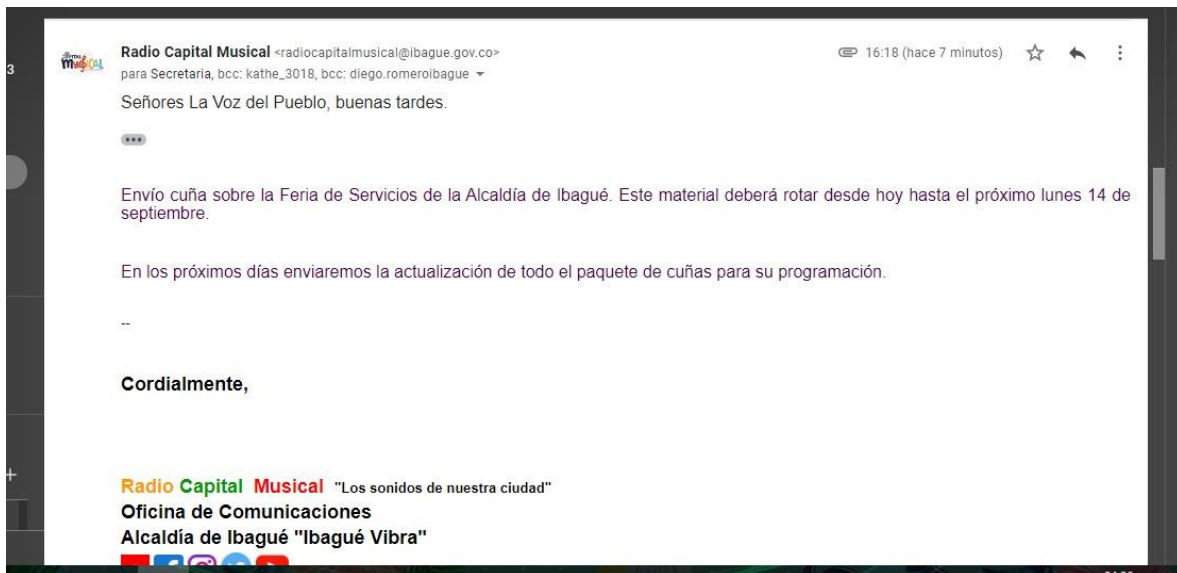 3
MUSICAL
Radio Capital Musical <radiocapitalmusical@ibague.gov.co>
16:18 (hace 7 minutos)
para Secretaria, bcc: kathe_3018, bcc: diego.romeroibague
Señores La Voz del Pueblo, buenas tardes.
Envío cuña sobre la Feria de Servicios de la Alcaldía de Ibagué. Este material deberá rotar desde hoy hasta el próximo lunes 14 de
septiembre.
En los próximos días enviaremos la actualización de todo el paquete de cuñas para su programación.
--
Cordialmente,
Radio Capital Musical "Los sonidos de nuestra ciudad"
Oficina de Comunicaciones
Alcaldía de Ibagué "Ibagué Vibra"